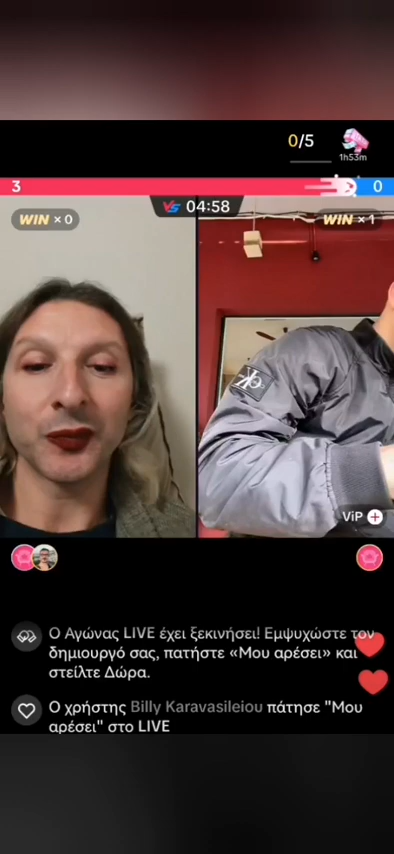 0/5
1h53m
3
VS 04:58
0
WIN × 0
WIN × 1
ViP
Ο Αγώνας LIVE έχει ξεκινήσει! Εμψυχώστε τον
δημιουργό σας, πατήστε «Μου αρέσει» και
στείλτε Δώρα.
Ο χρήστης Billy Karavasileiou πάτησε "Μου
αρέσει" στο LIVE